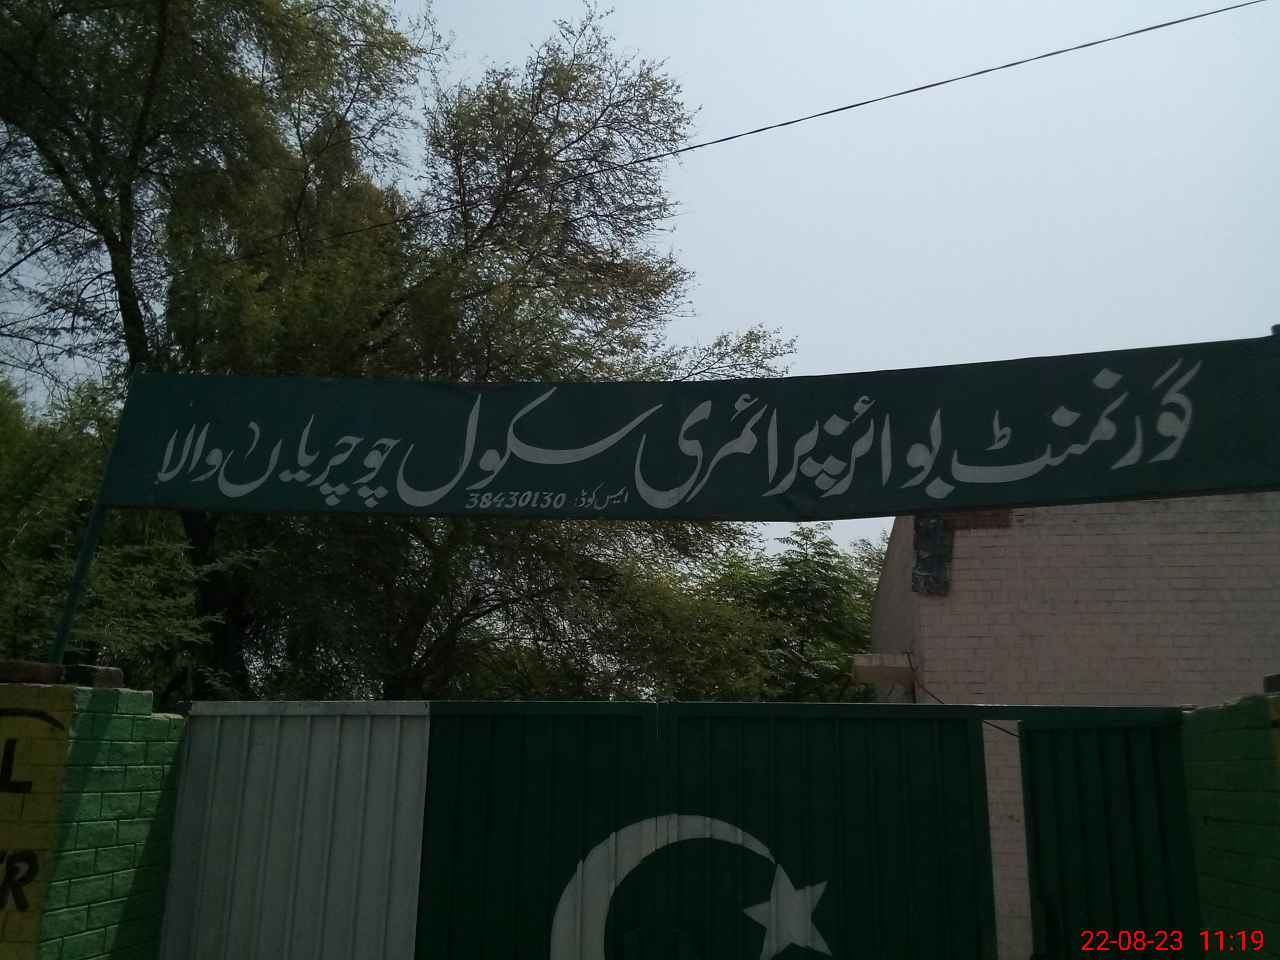 گورنمنٹ بوائز پرائمری سکول چوچریاں والا
ایس کوڈ: 38430130
L
R
22-08-23 11:19